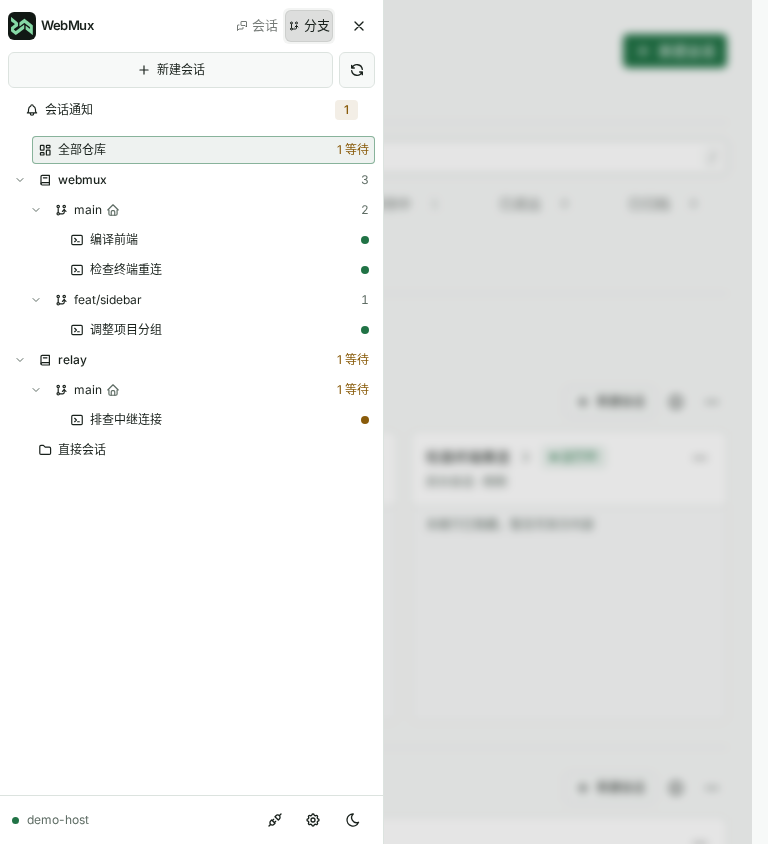 WebMux
会话
分支
新建会话
会话通知 1
全部仓库 1 等待
webmux 3
main 2
编译前端
检查终端重连
feat/sidebar 1
调整项目分组
relay 1 等待
main 1 等待
排查中继连接
直接会话
demo-host